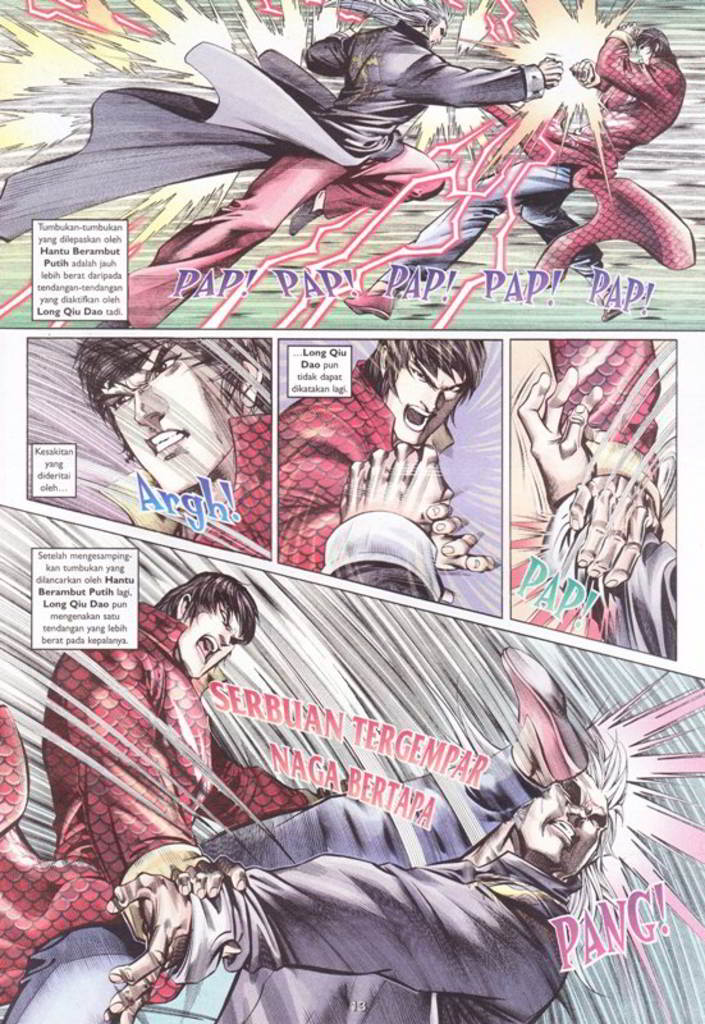 Tumbukan-tumbukan
yang dilepaskan oleh
Hantu Berambut
Putih adalah jauh
lebih berat daripada
tendangan-tendangan
yang diaktifkan oleh
Long Qiu Dao tadi.
PAP! PAP! PAP! PAP! PAP!
Kesakitan
yang
dideritai
oleh...
Argh!
...Long Qiu
Dao pun
tidak dapat
dikatakan lagi.
PAP!
Setelah mengesamping-
kan tumbukan yang
dilancarkan oleh Hantu
Berambut Putih lagi,
Long Qiu Dao pun
mengenakan satu
tendangan yang lebih
berat pada kepalanya.
SERBUAN TERGEMPAR
NAGA BERTAPA
PANG!
13